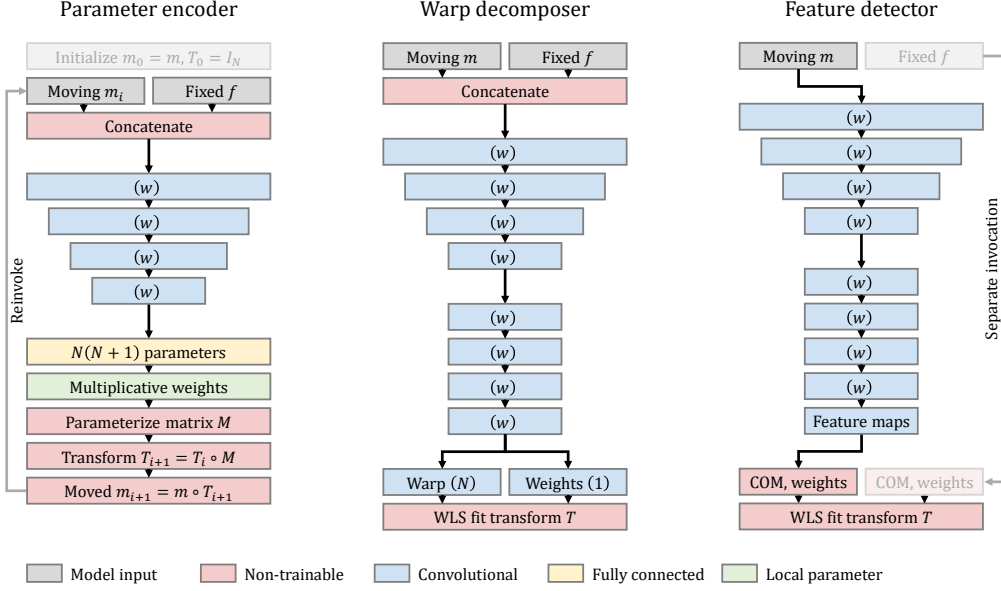 Parameter encoder
Initialize m₀ = m, T₀ = I_N
Moving mᵢ
Fixed f
Concatenate
(w)
(w)
(w)
(w)
N(N + 1) parameters
Multiplicative weights
Parameterize matrix M
Transform Tᵢ₊₁ = Tᵢ ∘ M
Moved mᵢ₊₁ = m ∘ Tᵢ₊₁
Reinvoke
Warp decomposer
Moving m
Fixed f
Concatenate
(w)
(w)
(w)
(w)
(w)
(w)
(w)
(w)
Warp (N)
Weights (1)
WLS fit transform T
Feature detector
Moving m
Fixed f
(w)
(w)
(w)
(w)
(w)
(w)
(w)
(w)
Feature maps
COM, weights
COM, weights
WLS fit transform T
Separate invocation
Model input
Non-trainable
Convolutional
Fully connected
Local parameter